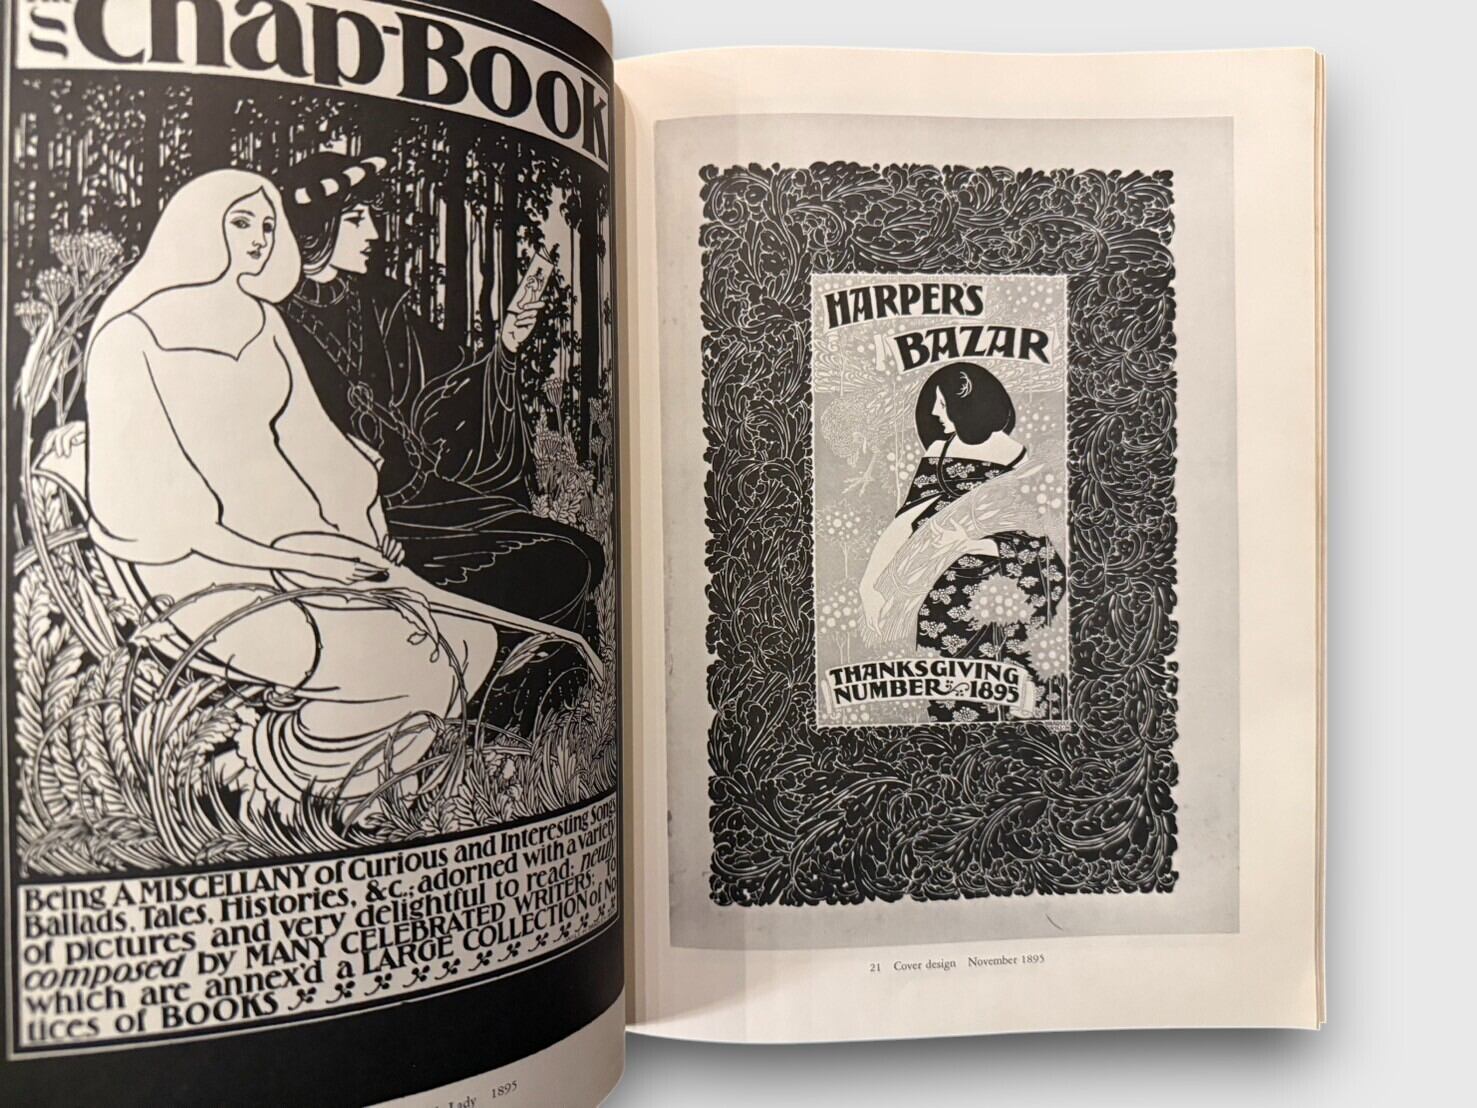 Chap-Book
Being A MISCELLANY of Curious and Interesting Songs,
Ballads, Tales, Histories, &c.; adorned with a variety
of pictures and very delightful to read: newly
composed by MANY CELEBRATED WRITERS; To
which are annex'd a LARGE COLLECTION of No
tices of BOOKS
Lady 1895
HARPER'S
BAZAR
THANKSGIVING
NUMBER 1895
21 Cover design November 1895